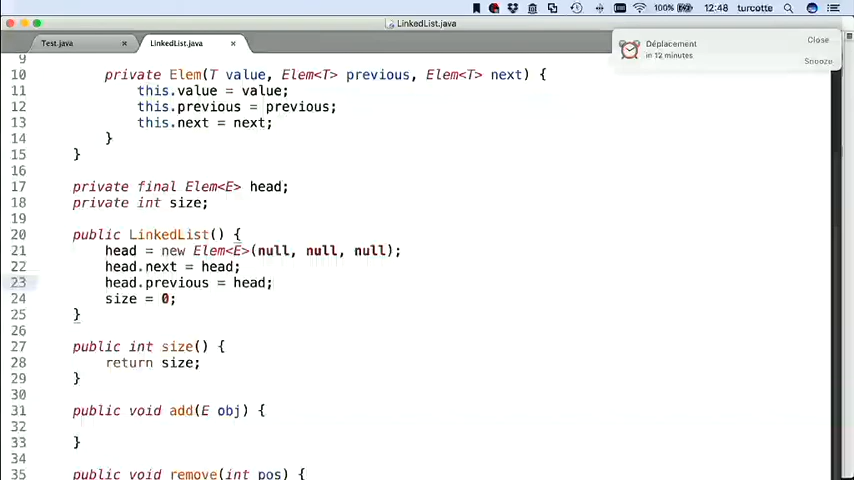 100% 12:48 turcotte
LinkedList.java
Test.java × LinkedList.java ×
Déplacement
in 12 minutes
Close
Snooze
9
10 private Elem(T value, Elem<T> previous, Elem<T> next) {
11 this.value = value;
12 this.previous = previous;
13 this.next = next;
14 }
15 }
16
17 private final Elem<E> head;
18 private int size;
19
20 public LinkedList() {
21 head = new Elem<E>(null, null, null);
22 head.next = head;
23 head.previous = head;
24 size = 0;
25 }
26
27 public int size() {
28 return size;
29 }
30
31 public void add(E obj) {
32
33 }
34
35 public void remove(int pos) {